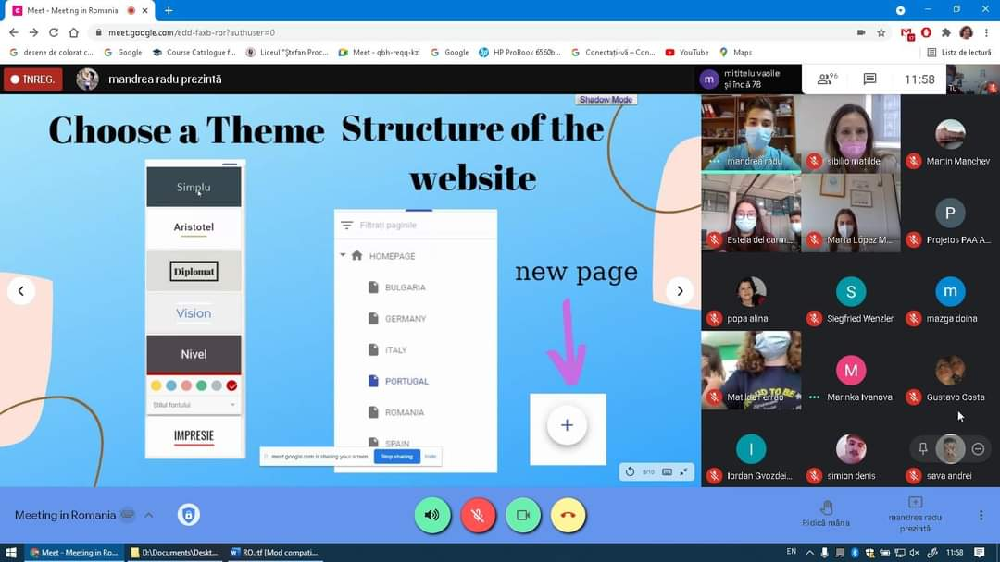 Meet - Meeting in Romania
meet.google.com/edd-faxb-ror?authuser=0
desene de colorat c...
Google
Course Catalogue f...
Liceul "Ștefan Proc...
Meet - qbh-reqq-kzi
Google
HP ProBook 6560b...
Conectați-vă – Con...
YouTube
Maps
Lista de lectură
ÎNREG.
mandrea radu prezintă
m
mititelu vasile
și încă 78
96
11:58
Tu
Shadow Mode
Choose a Theme
Structure of the
website
Simplu
Aristotel
Diplomat
Vision
Nivel
Stilul fontului
IMPRESIE
Filtrați paginile
HOMEPAGE
BULGARIA
GERMANY
ITALY
PORTUGAL
ROMANIA
SPAIN
new page
meet.google.com is sharing your screen.
Stop sharing
Hide
8/10
mandrea radu
sibilio matilde
Martin Manchev
Estela del carm...
Marta López M...
P
Projetos PAA A...
popa alina
S
Siegfried Wenzler
m
mazga doina
Matilde Ferrão
M
Marinka Ivanova
Gustavo Costa
I
Iordan Gvozdei...
simion denis
sava andrei
Meeting in Romania
Ridică mâna
mandrea radu
prezintă
Meet - Meeting in Ro...
D:\Documents\Deskt...
RO.rtf [Mod compati...
EN
11:58